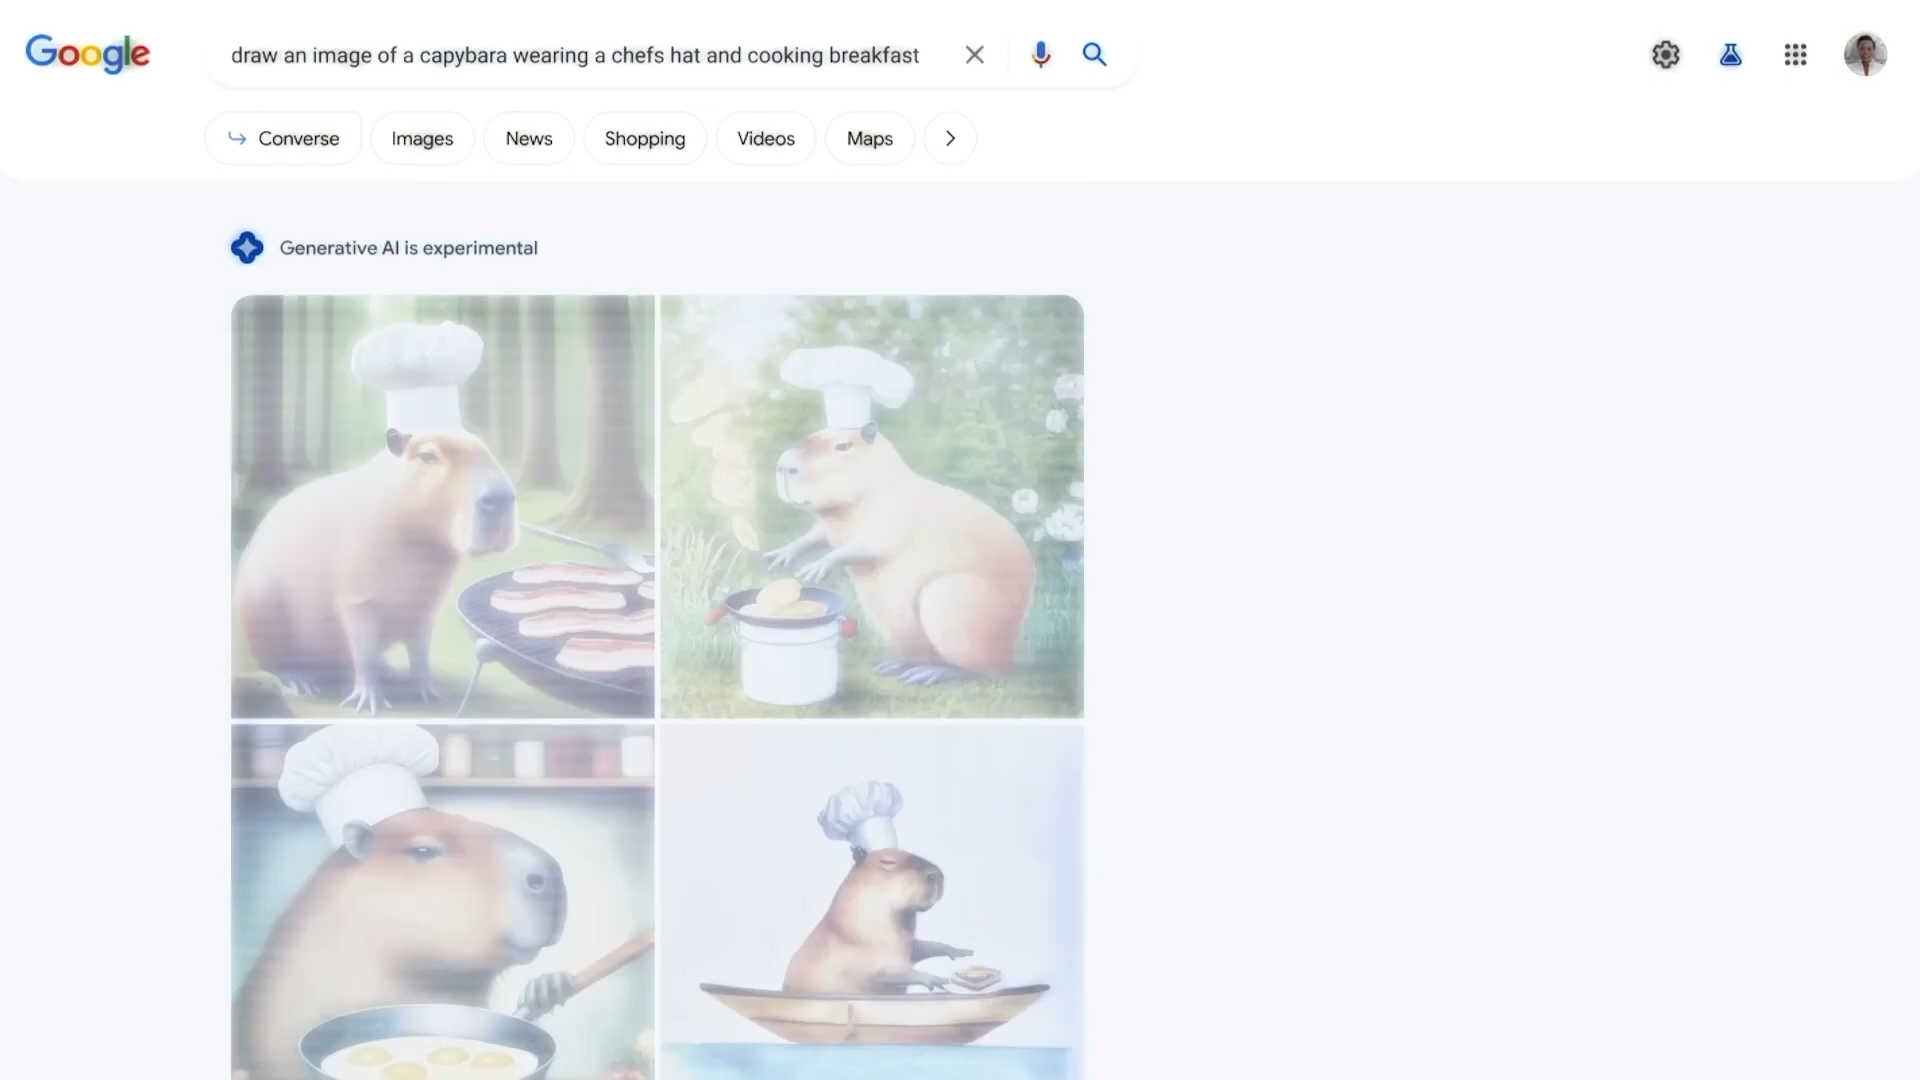 Google
draw an image of a capybara wearing a chefs hat and cooking breakfast
Converse
Images
News
Shopping
Videos
Maps
Generative AI is experimental